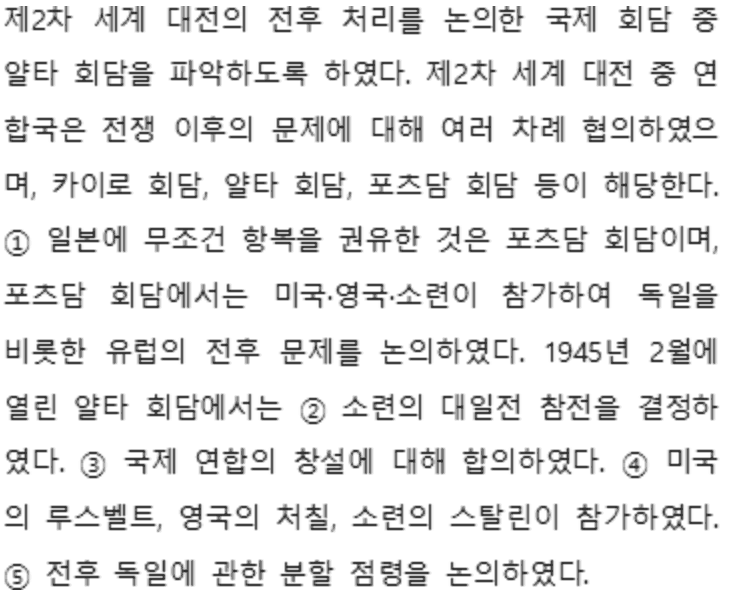 제2차 세계 대전의 전후 처리를 논의한 국제 회담 중
얄타 회담을 파악하도록 하였다. 제2차 세계 대전 중 연
합국은 전쟁 이후의 문제에 대해 여러 차례 협의하였으
며, 카이로 회담, 얄타 회담, 포츠담 회담 등이 해당한다.
① 일본에 무조건 항복을 권유한 것은 포츠담 회담이며,
포츠담 회담에서는 미국·영국·소련이 참가하여 독일을
비롯한 유럽의 전후 문제를 논의하였다. 1945년 2월에
열린 얄타 회담에서는 ② 소련의 대일전 참전을 결정하
였다. ③ 국제 연합의 창설에 대해 합의하였다. ④ 미국
의 루스벨트, 영국의 처칠, 소련의 스탈린이 참가하였다.
⑤ 전후 독일에 관한 분할 점령을 논의하였다.